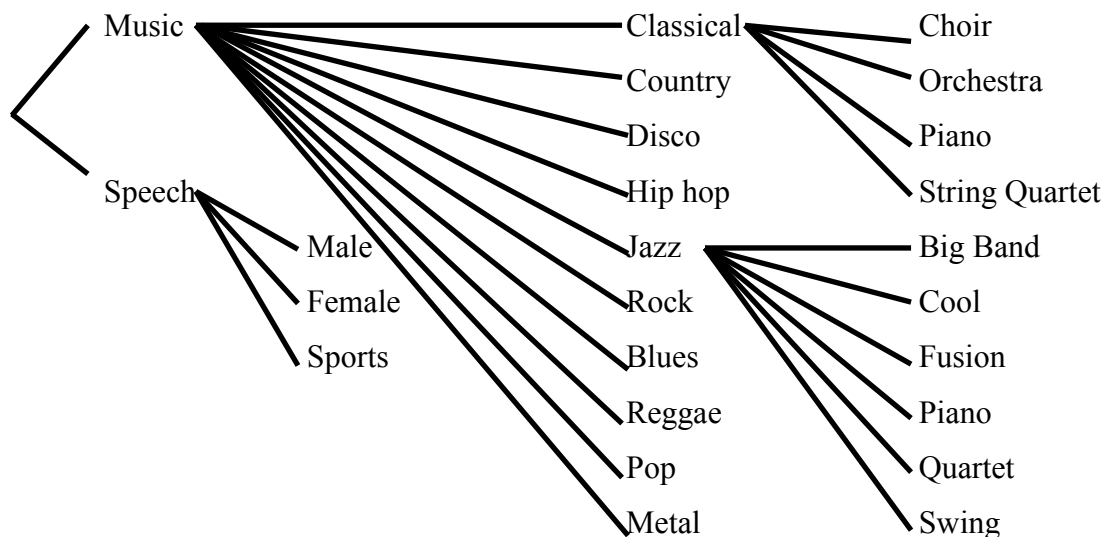 Music Classical Choir
Country Orchestra
Disco Piano
Speech Hip hop String Quartet
Male Jazz Big Band
Female Rock Cool
Sports Blues Fusion
Reggae Piano
Pop Quartet
Metal Swing